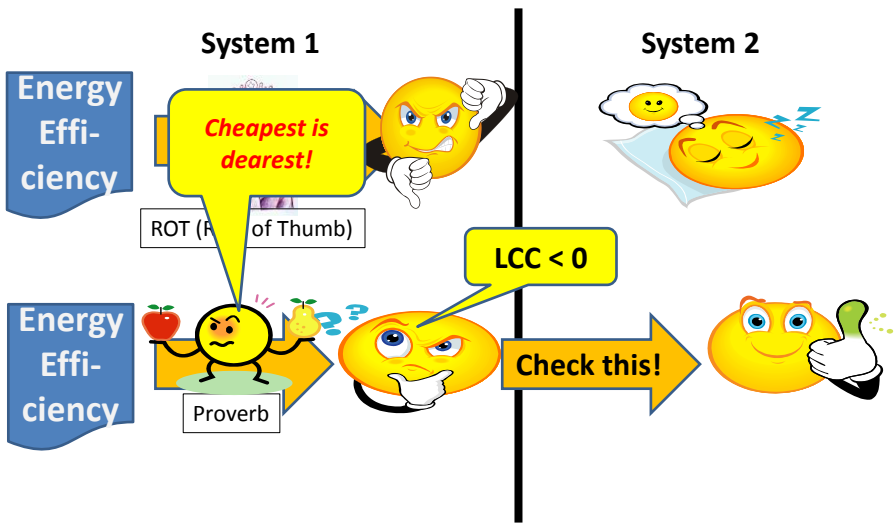 System 1
System 2
Energy
Effi-
ciency
Cheapest is
dearest!
ROT (R of Thumb)
LCC < 0
Energy
Effi-
ciency
Check this!
Proverb